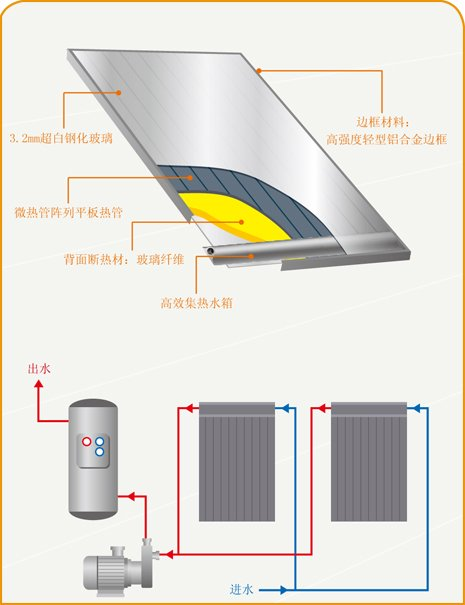 边框材料：
高强度轻型铝合金边框
3.2mm超白钢化玻璃
微热管阵列平板热管
背面断热材：玻璃纤维
高效集热水箱
出水
进水